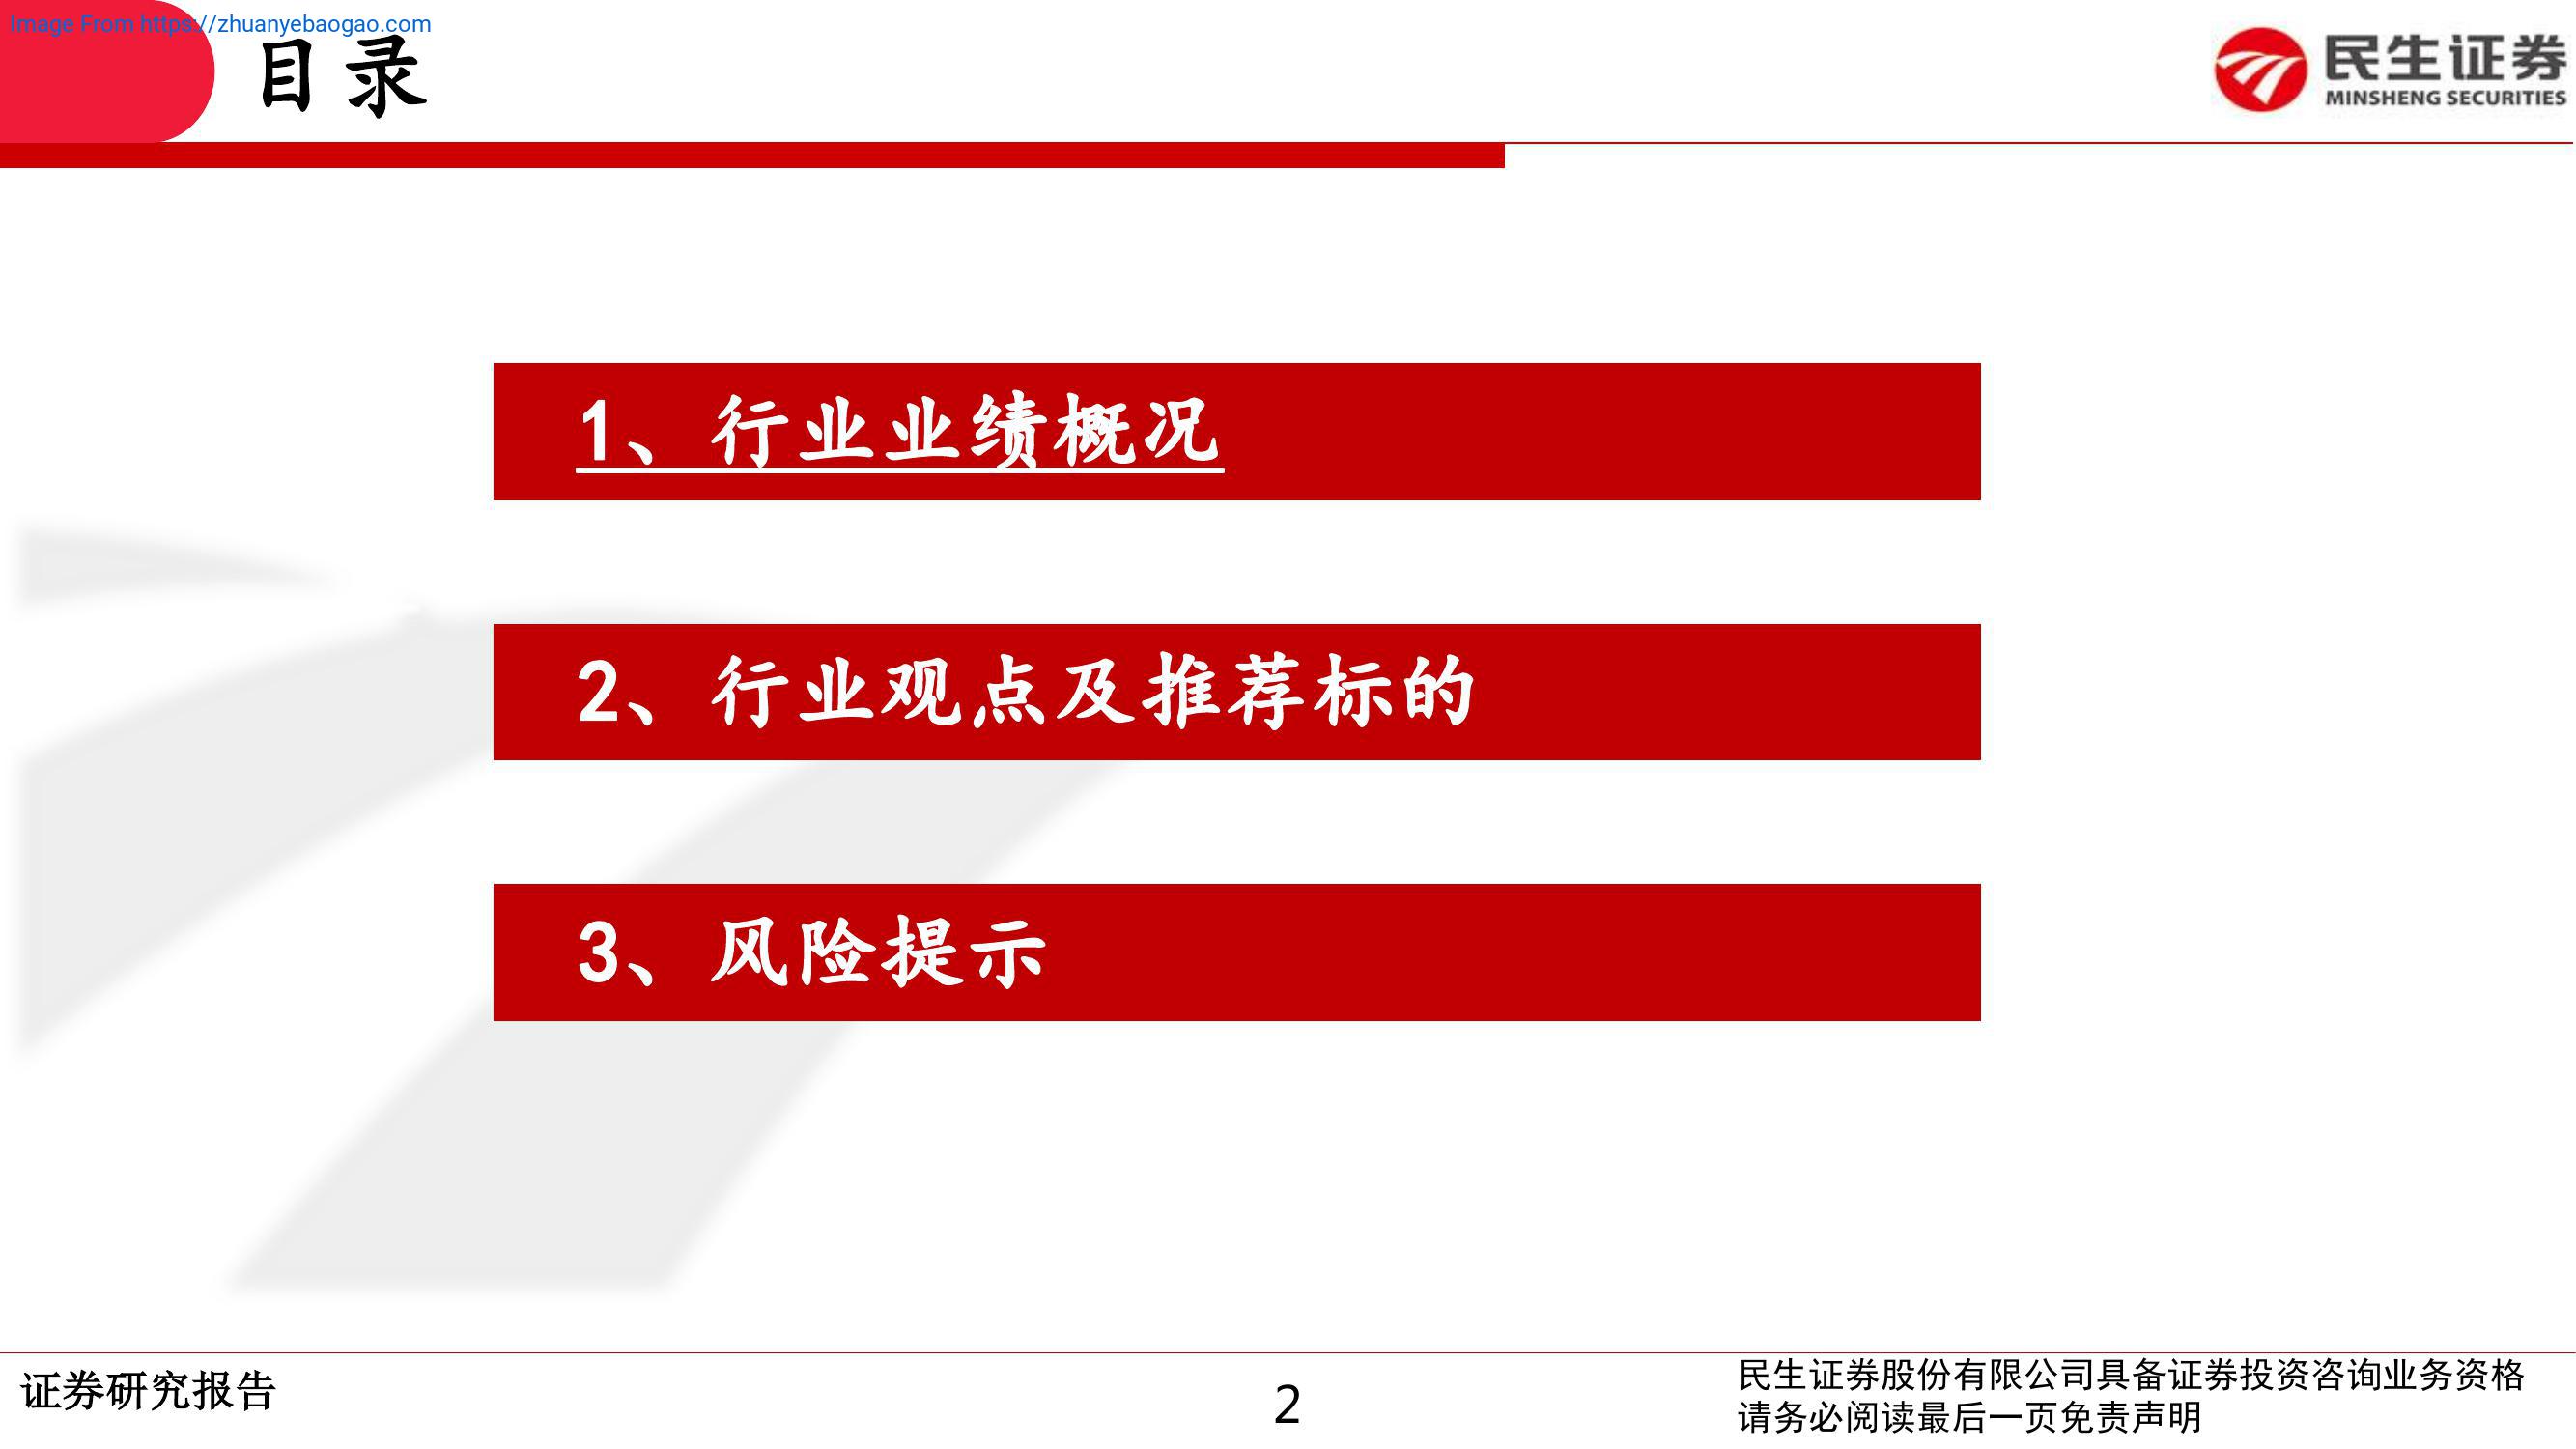 Image From https://zhuanyebaogao.com
目录
民生证券
MINSHENG SECURITIES
1、行业业绩概况
2、行业观点及推荐标的
3、风险提示
证券研究报告
2
民生证券股份有限公司具备证券投资咨询业务资格
请务必阅读最后一页免责声明